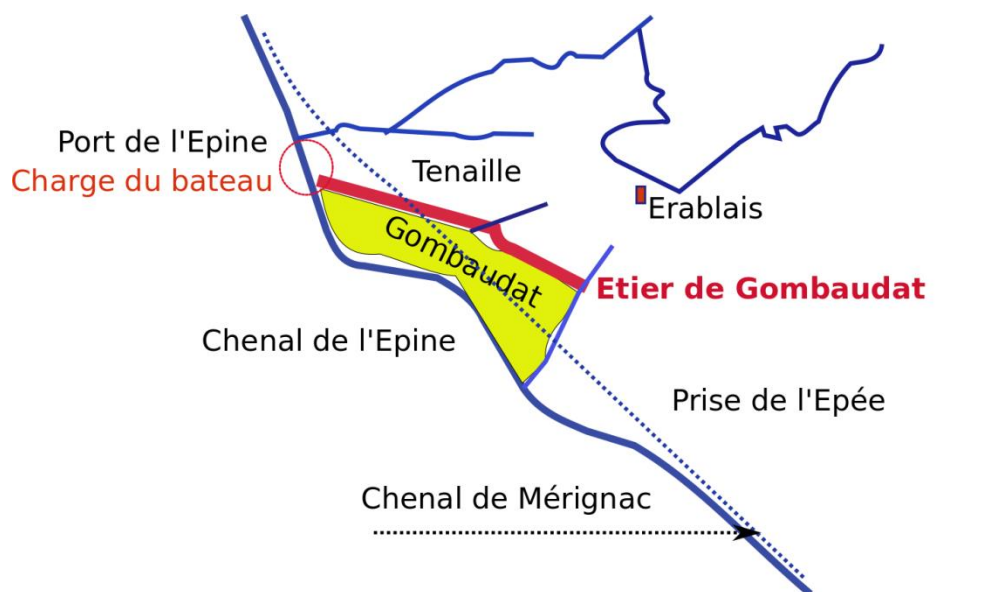 Port de l'Epine
Charge du bateau
Tenaille
Erablais
Gombaudat
Etier de Gombaudat
Chenal de l'Epine
Prise de l'Epée
Chenal de Mérignac